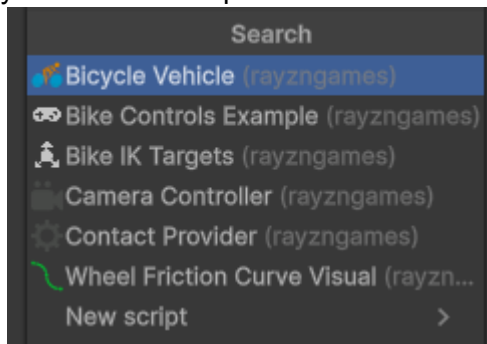 Search
Bicycle Vehicle (rayzngames)
Bike Controls Example (rayzngames)
Bike IK Targets (rayzngames)
Camera Controller (rayzngames)
Contact Provider (rayzngames)
Wheel Friction Curve Visual (rayzn...
New script >